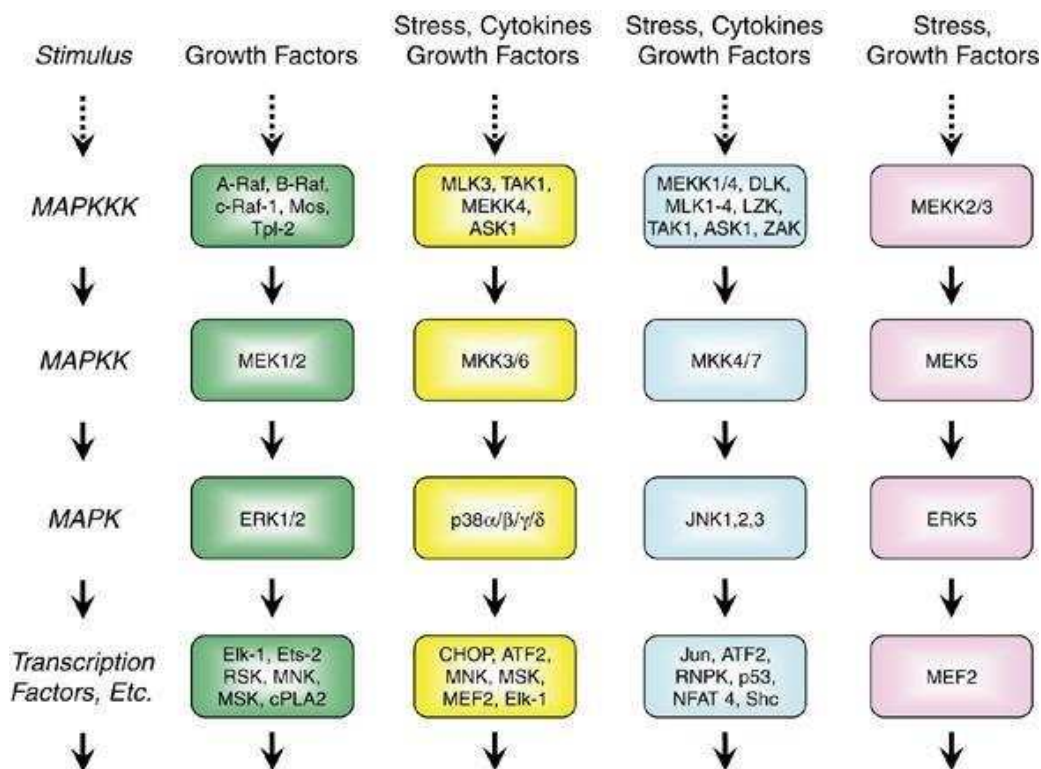 Stimulus
Growth Factors
Stress, Cytokines
Growth Factors
Stress, Cytokines
Growth Factors
Stress,
Growth Factors
MAPKKK
A-Raf, B-Raf,
c-Raf-1, Mos,
Tpl-2
MLK3, TAK1,
MEKK4,
ASK1
MEKK1/4, DLK,
MLK1-4, LZK,
TAK1, ASK1, ZAK
MEKK2/3
MAPKK
MEK1/2
MKK3/6
MKK4/7
MEK5
MAPK
ERK1/2
p38α/β/γ/δ
JNK1,2,3
ERK5
Transcription
Factors, Etc.
Elk-1, Ets-2
RSK, MNK,
MSK, cPLA2
CHOP, ATF2,
MNK, MSK,
MEF2, Elk-1
Jun, ATF2,
RNPK, p53,
NFAT 4, Shc
MEF2